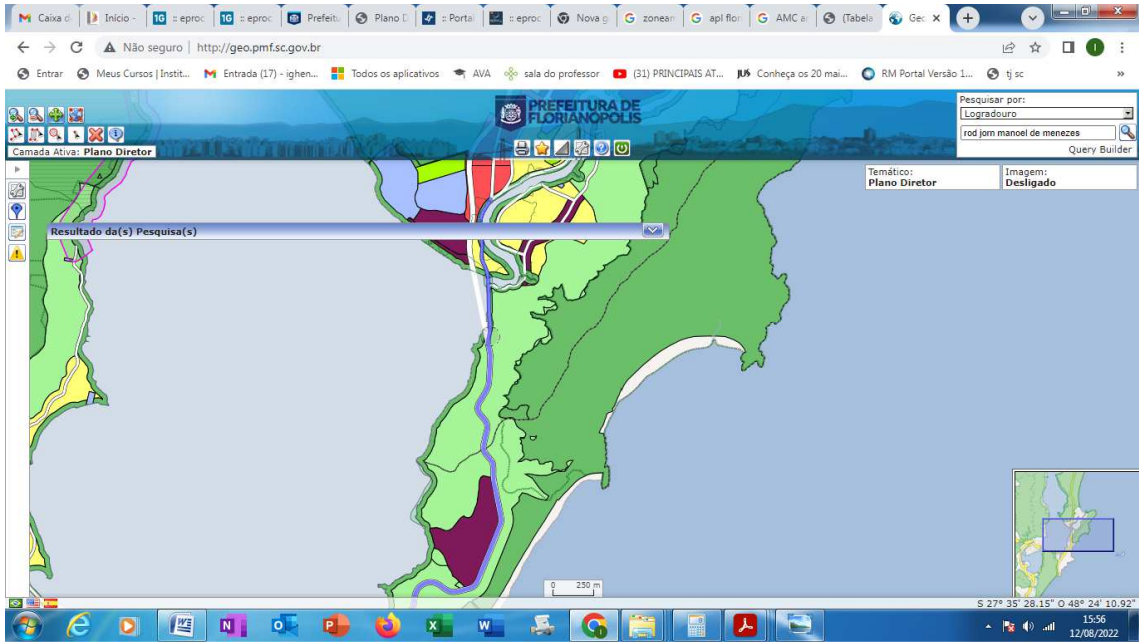 Caixa d
Início -
1G :: eproc
1G :: eproc
Prefeitu
Plano D
:: Portal
:: eproc
Nova g
zonean
apl flor
AMC a
(Tabela
Geo
Não seguro | http://geo.pmf.sc.gov.br
Entrar
Meus Cursos | Instit...
Entrada (17) - ighen...
Todos os aplicativos
AVA
sala do professor
(31) PRINCIPAIS AT...
JUS Conheça os 20 mai...
RM Portal Versão 1...
tj sc
»
PREFEITURA DE
FLORIANÓPOLIS
Pesquisar por:
Logradouro
rod jorn manoel de menezes
Query Builder
Camada Ativa: Plano Diretor
Temático:
Plano Diretor
Imagem:
Desligado
Resultado da(s) Pesquisa(s)
0 250 m
S 27° 35' 28.15" O 48° 24' 10.92"
15:56
12/08/2022